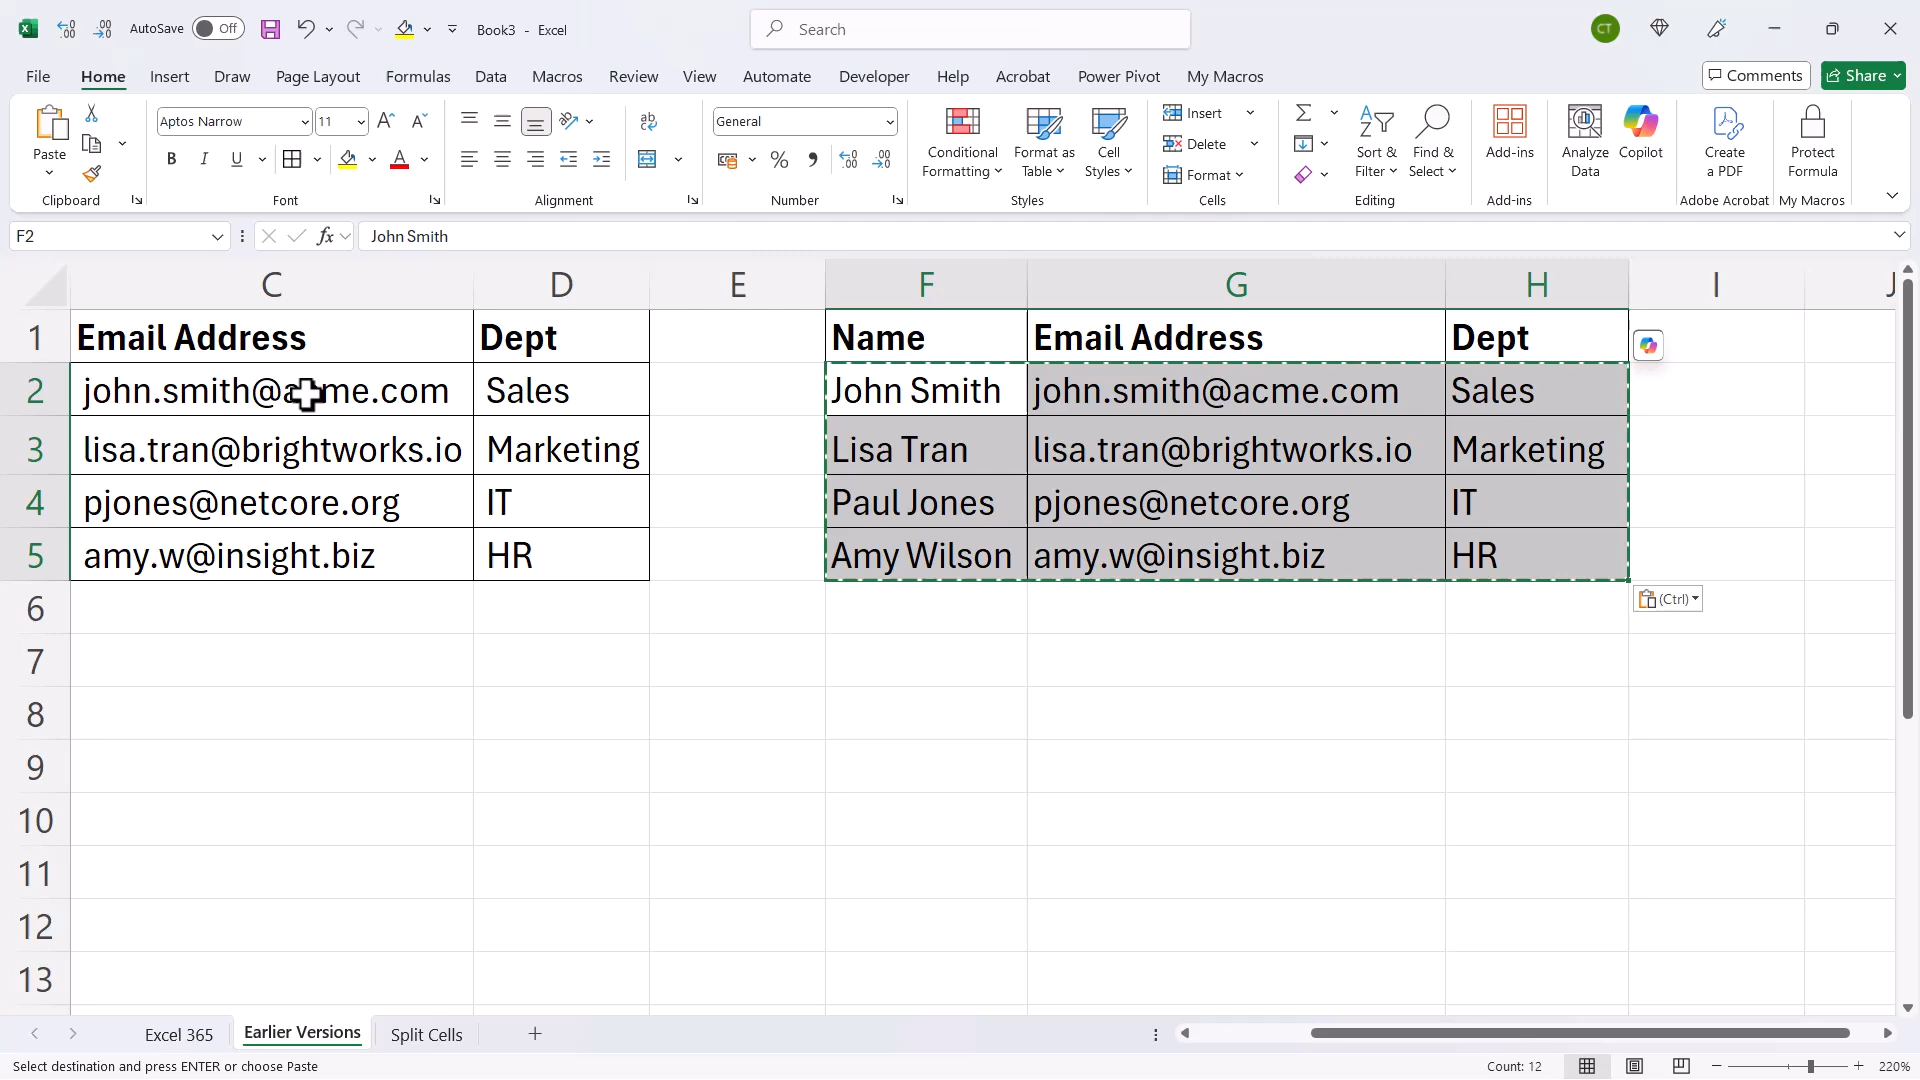 AutoSave Off Book3 - Excel Search CT
File Home Insert Draw Page Layout Formulas Data Macros Review View Automate Developer Help Acrobat Power Pivot My Macros Comments Share
Paste
Clipboard
Aptos Narrow 11
B I U A
Font
ab
Alignment
General
%
Number
Conditional
Formatting
Format as
Table
Cell
Styles
Styles
Insert
Delete
Format
Cells
Sort &
Filter
Find &
Select
Editing
Add-ins
Add-ins
Analyze
Data
Copilot
Create
a PDF
Adobe Acrobat
Protect
Formula
My Macros
F2 fx John Smith
C D E F G H I J
1 Email Address Dept Name Email Address Dept
2 john.smith@acme.com Sales John Smith john.smith@acme.com Sales
3 lisa.tran@brightworks.io Marketing Lisa Tran lisa.tran@brightworks.io Marketing
4 pjones@netcore.org IT Paul Jones pjones@netcore.org IT
5 amy.w@insight.biz HR Amy Wilson amy.w@insight.biz HR
6 (Ctrl)
7
8
9
10
11
12
13
Excel 365 Earlier Versions Split Cells
Select destination and press ENTER or choose Paste Count: 12 220%